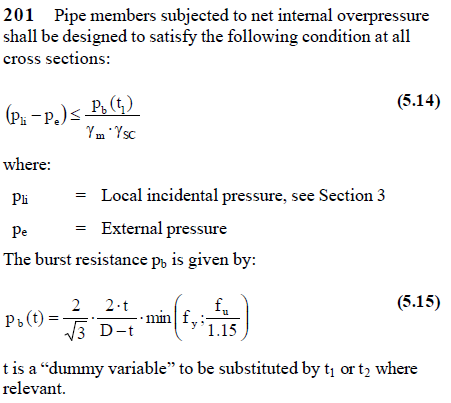 201 Pipe members subjected to net internal overpressure
shall be designed to satisfy the following condition at all
cross sections:
(pli – pe) ≤ pb(t1) / (γm · γSC) (5.14)
where:
pli = Local incidental pressure, see Section 3
pe = External pressure
The burst resistance pb is given by:
pb(t) = 2/√3 · 2·t/(D–t) · min(fy; fu/1.15) (5.15)
t is a “dummy variable” to be substituted by t1 or t2 where
relevant.